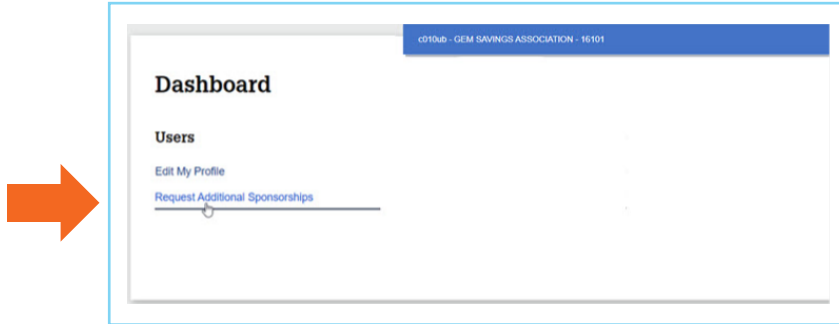 c010ub - GEM SAVINGS ASSOCIATION - 16101
Dashboard
Users
Edit My Profile
Request Additional Sponsorships